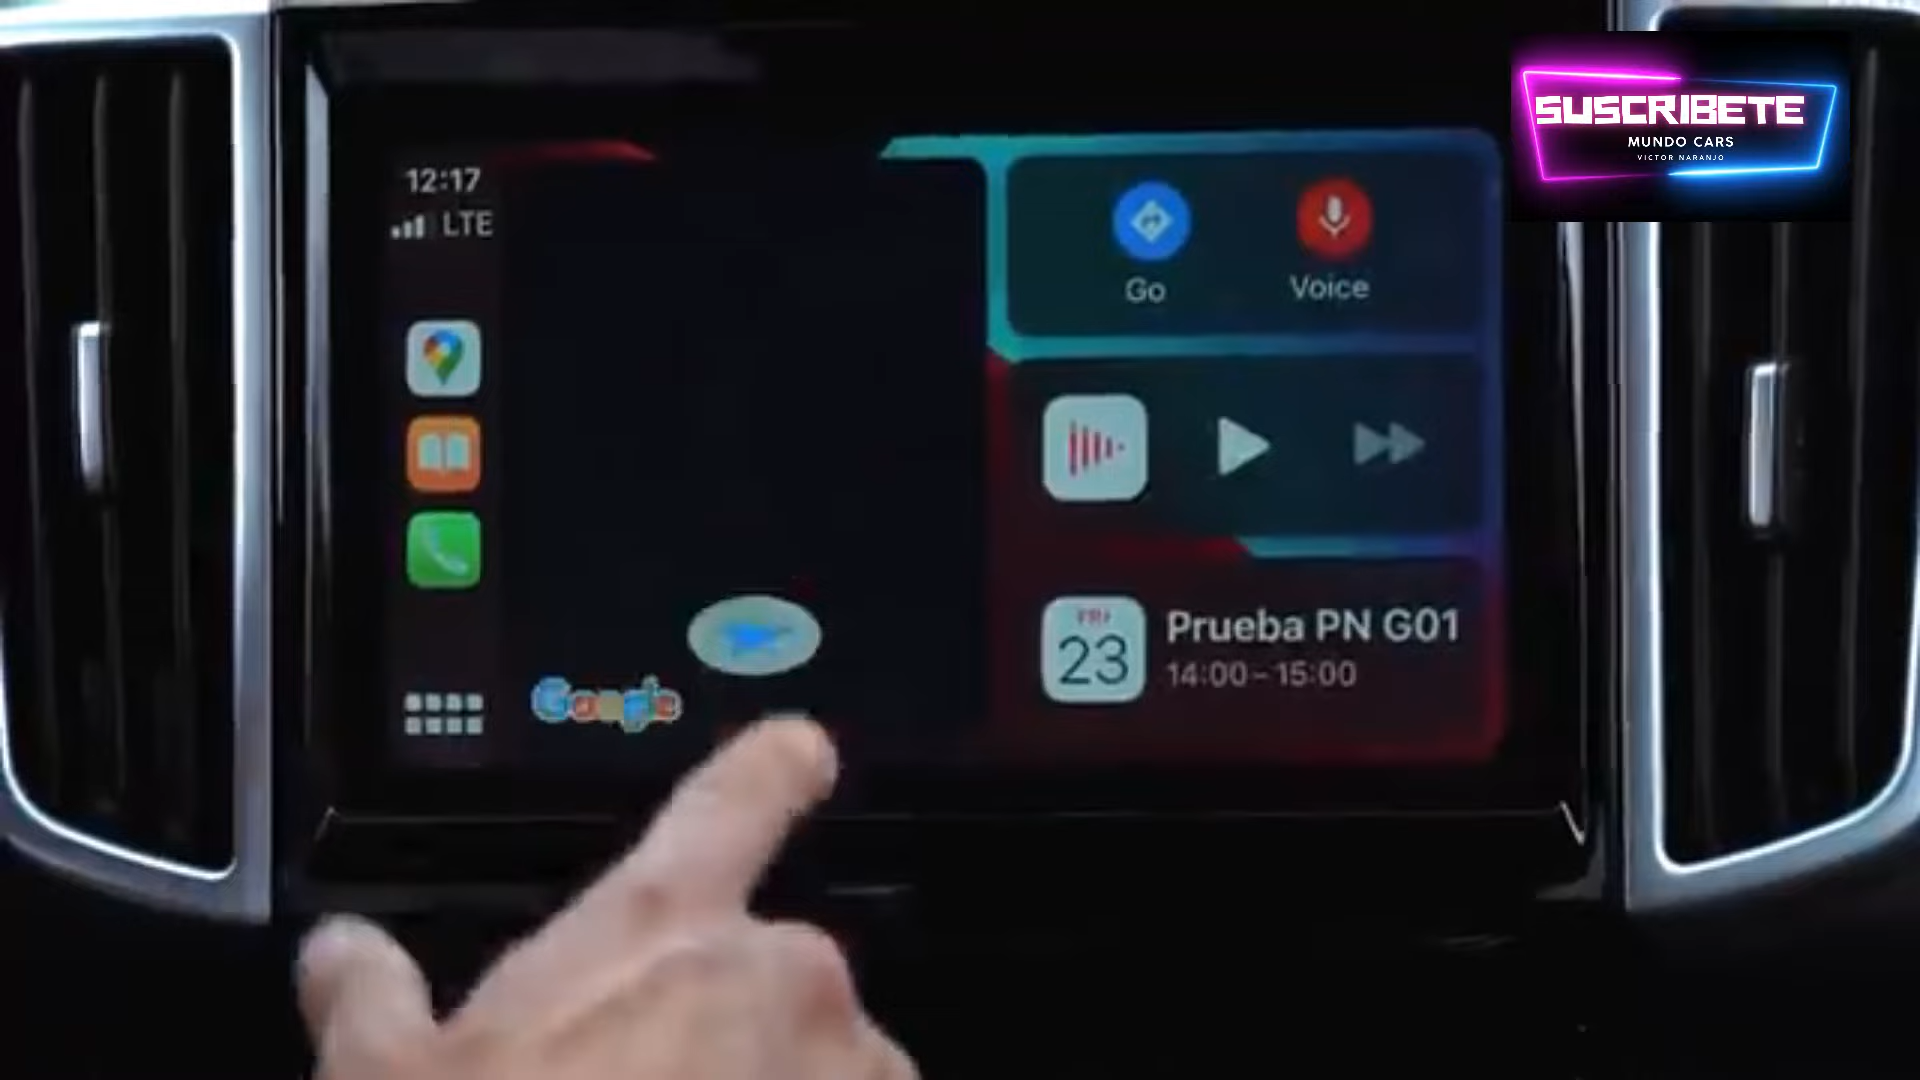 SUSCRIBETE
MUNDO CARS
VICTOR NARANJO
12:17
LTE
Go
Voice
FRI
23
Prueba PN G01
14:00 - 15:00
Google